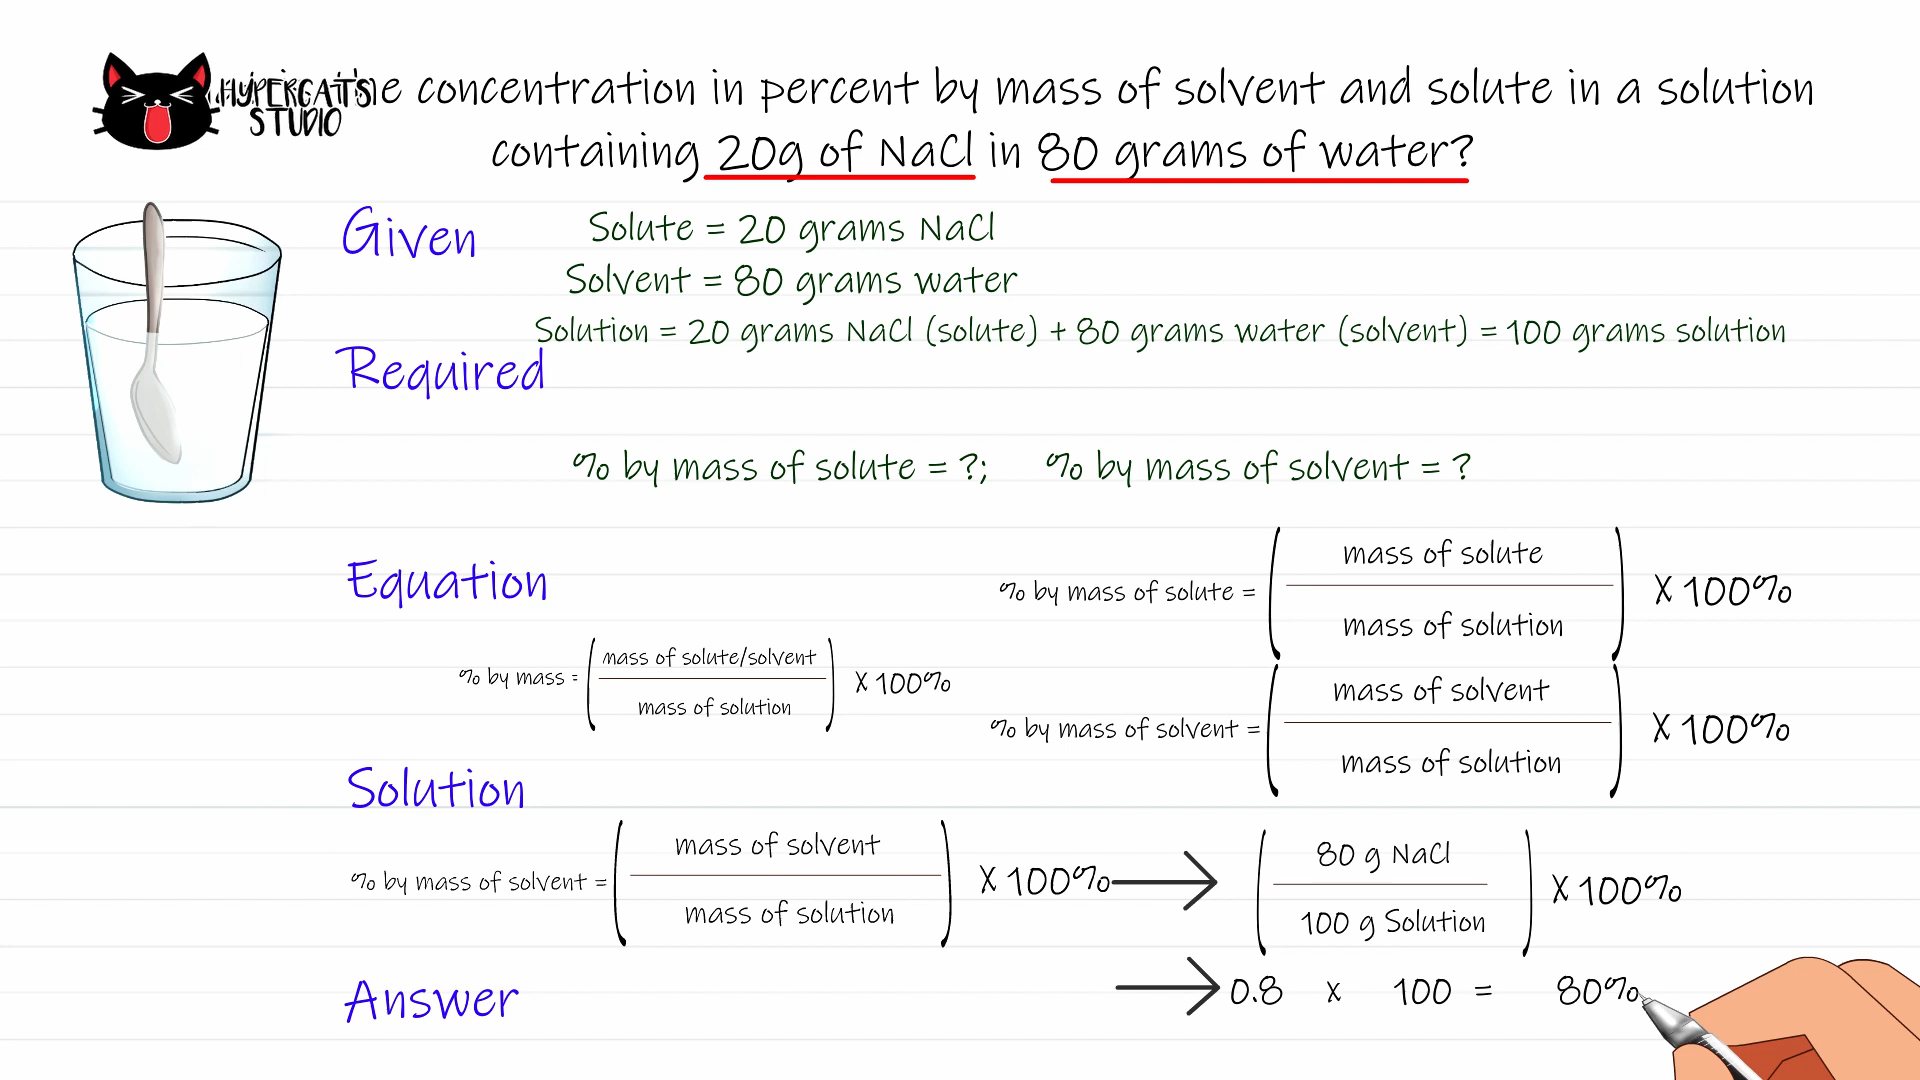 HYPERCAT'S
STUDIO
concentration in percent by mass of solvent and solute in a solution
containing 20g of NaCl in 80 grams of water?
Given
Solute = 20 grams NaCl
Solvent = 80 grams water
Solution = 20 grams NaCl (solute) + 80 grams water (solvent) = 100 grams solution
Required
% by mass of solute = ?; % by mass of solvent = ?
Equation
% by mass = (mass of solute/solvent
mass of solution) X 100%
% by mass of solute = (mass of solute
mass of solution) X 100%
% by mass of solvent = (mass of solvent
mass of solution) X 100%
Solution
% by mass of solvent = (mass of solvent
mass of solution) X 100%
(80 g NaCl
100 g Solution) X 100%
Answer
0.8 x 100 = 80%